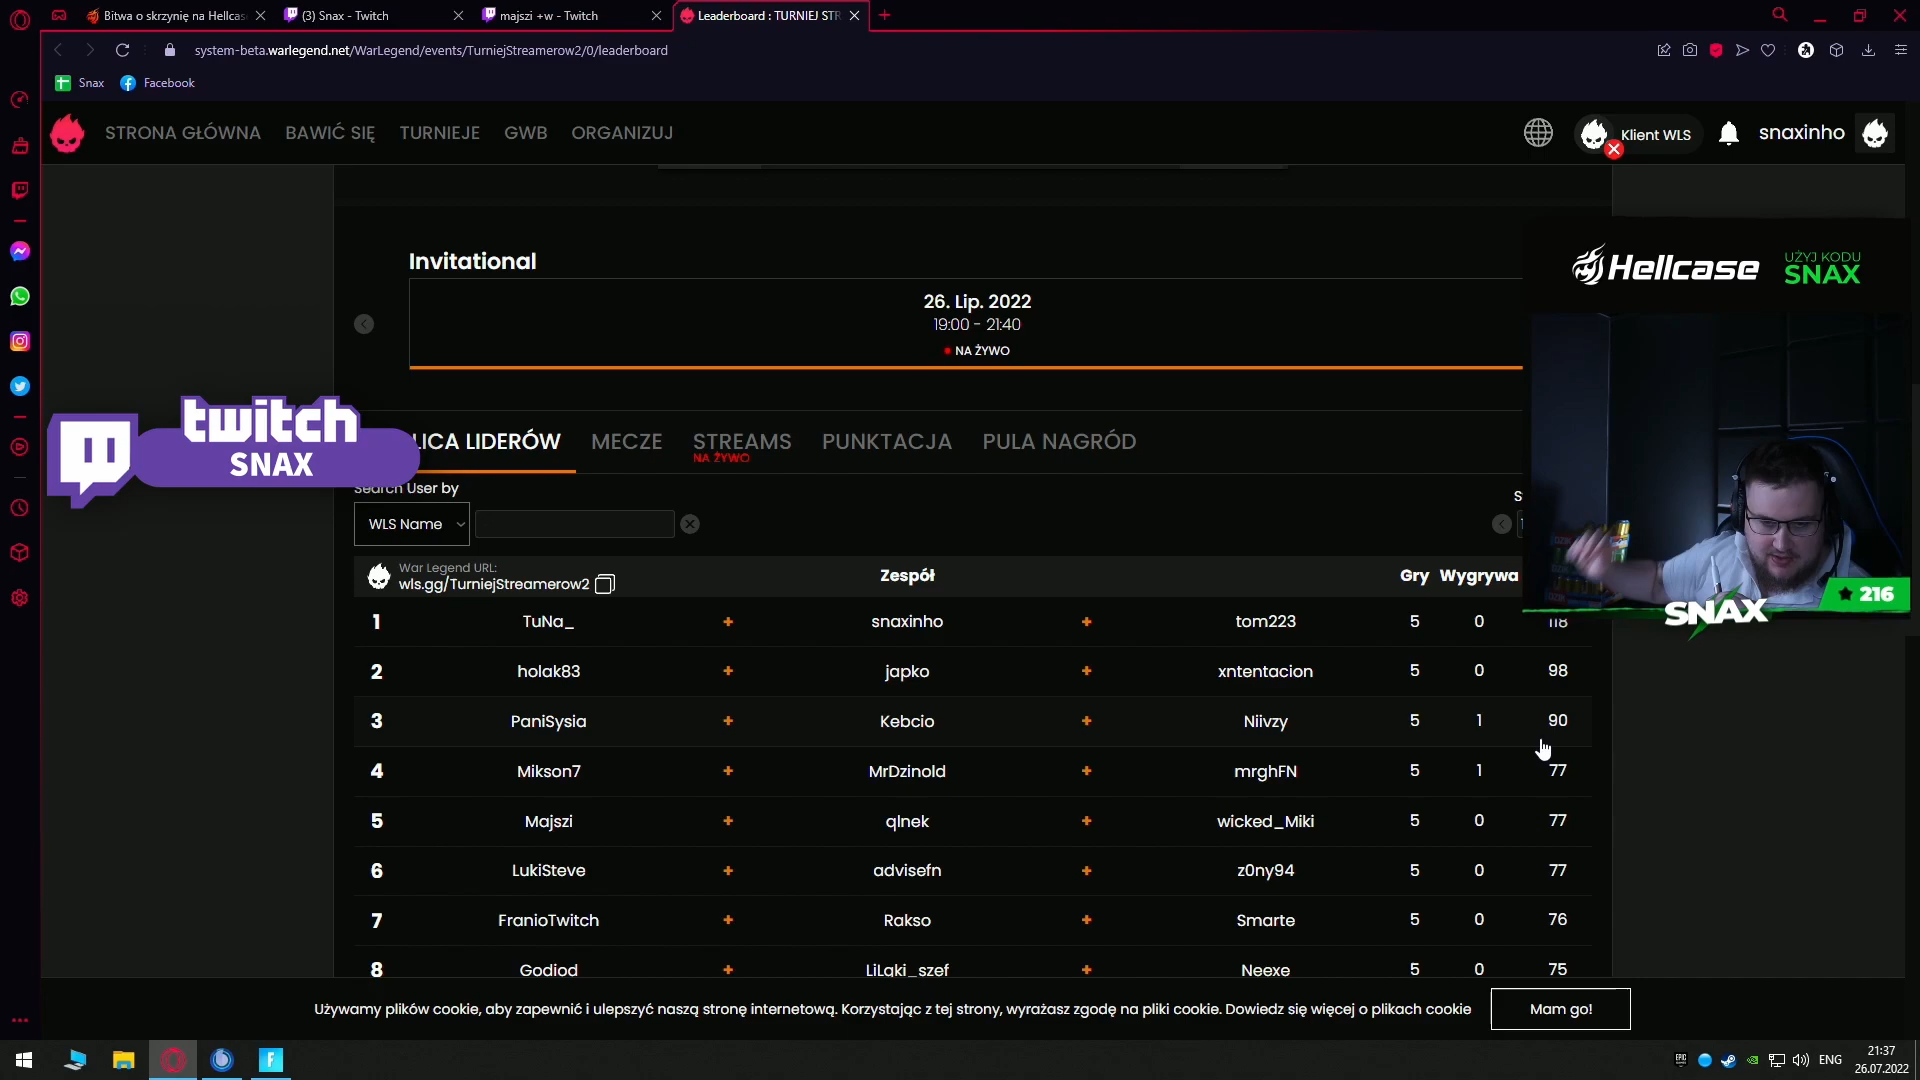 Bitwa o skrzynię na Hellcas
(3) Snax - Twitch
majszi +w - Twitch
Leaderboard : TURNIEJ STR
system-beta.warlegend.net/WarLegend/events/TurniejStreamerow2/0/leaderboard
Snax
Facebook
STRONA GŁÓWNA
BAWIĆ SIĘ
TURNIEJE
GWB
ORGANIZUJ
Klient WLS
snaxinho
Invitational
26. Lip. 2022
19:00 - 21:40
NA ŻYWO
Hellcase
UŻYJ KODU
SNAX
twitch
SNAX
LICA LIDERÓW
MECZE
STREAMS
NA ŻYWO
PUNKTACJA
PULA NAGRÓD
Search User by
WLS Name
War Legend URL:
wls.gg/TurniejStreamerow2
Zespół
Gry
Wygrywa
SNAX
216
1 TuNa_ + snaxinho + tom223 5 0 118
2 holak83 + japko + xntentacion 5 0 98
3 PaniSysia + Kebcio + Niivzy 5 1 90
4 Mikson7 + MrDzinold + mrghFN 5 1 77
5 Majszi + qlnek + wicked_Miki 5 0 77
6 LukiSteve + advisefn + z0ny94 5 0 77
7 FranioTwitch + Rakso + Smarte 5 0 76
8 Godiod + LiLqki_szef + Neexe 5 0 75
Używamy plików cookie, aby zapewnić i ulepszyć naszą stronę internetową. Korzystając z tej strony, wyrażasz zgodę na pliki cookie. Dowiedz się więcej o plikach cookie
Mam go!
ENG
21:37
26.07.2022